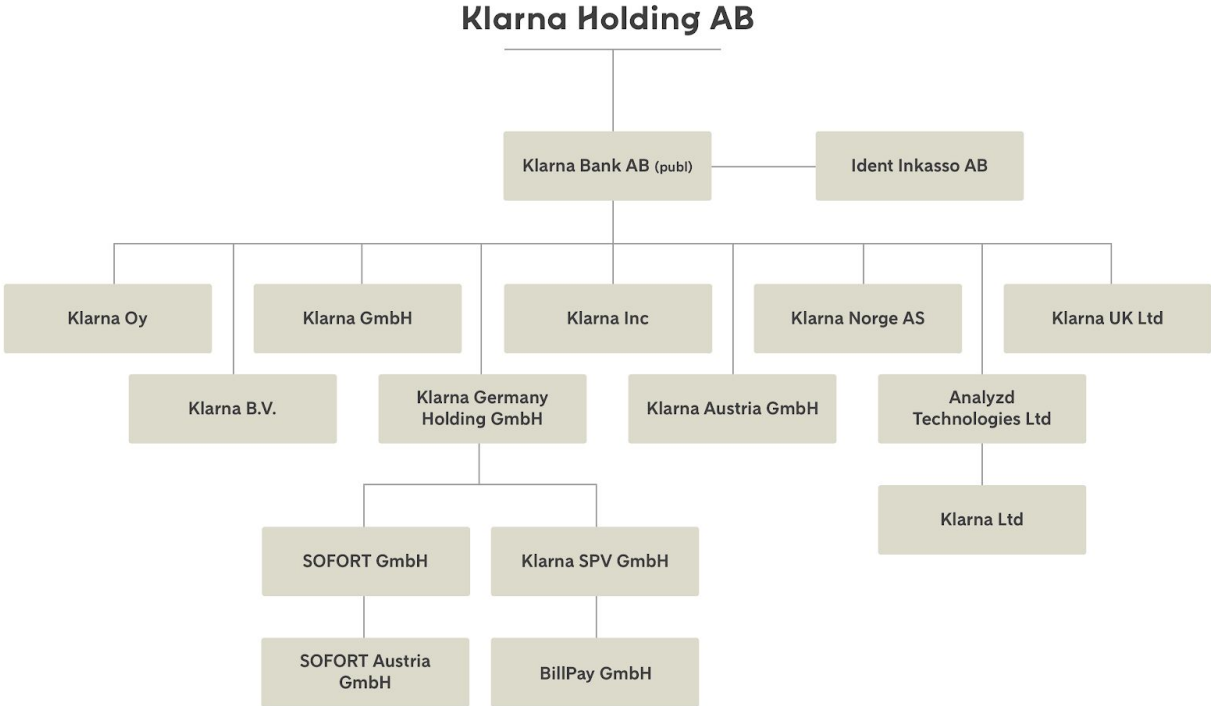 Klarna Holding AB
Klarna Bank AB (publ)
Ident Inkasso AB
Klarna Oy
Klarna GmbH
Klarna Inc
Klarna Norge AS
Klarna UK Ltd
Klarna B.V.
Klarna Germany
Holding GmbH
Klarna Austria GmbH
Analyzd
Technologies Ltd
Klarna Ltd
SOFORT GmbH
Klarna SPV GmbH
SOFORT Austria
GmbH
BillPay GmbH